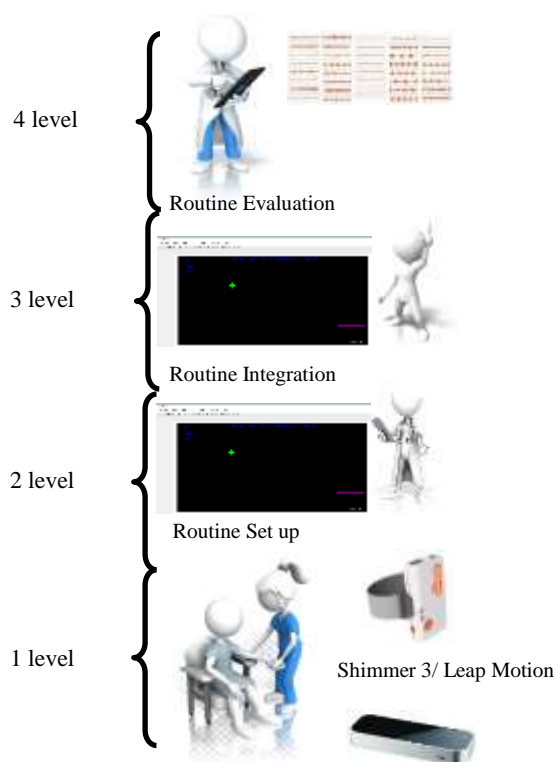 4 level
Routine Evaluation
3 level
Routine Integration
2 level
Routine Set up
1 level
Shimmer 3/ Leap Motion